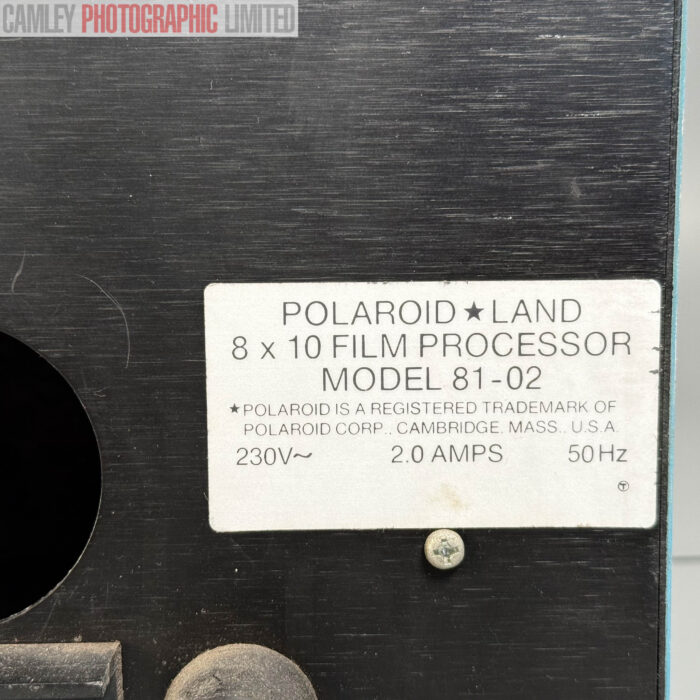 CAMLEY PHOTOGRAPHIC LIMITED
POLAROID ★ LAND
8 x 10 FILM PROCESSOR
MODEL 81-02
★POLAROID IS A REGISTERED TRADEMARK OF
POLAROID CORP., CAMBRIDGE, MASS., U.S.A.
230V~ 2.0 AMPS 50Hz
Ⓣ